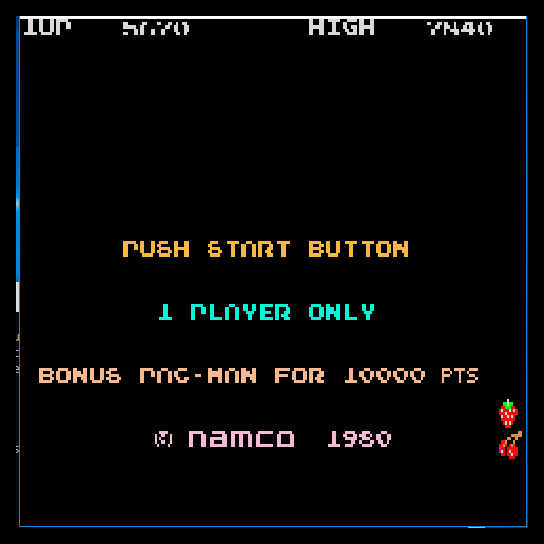 1UP HIGH
PUSH START BUTTON
1 PLAYER ONLY
BONUS PAC-MAN FOR 10000 PTS
© namco 1980